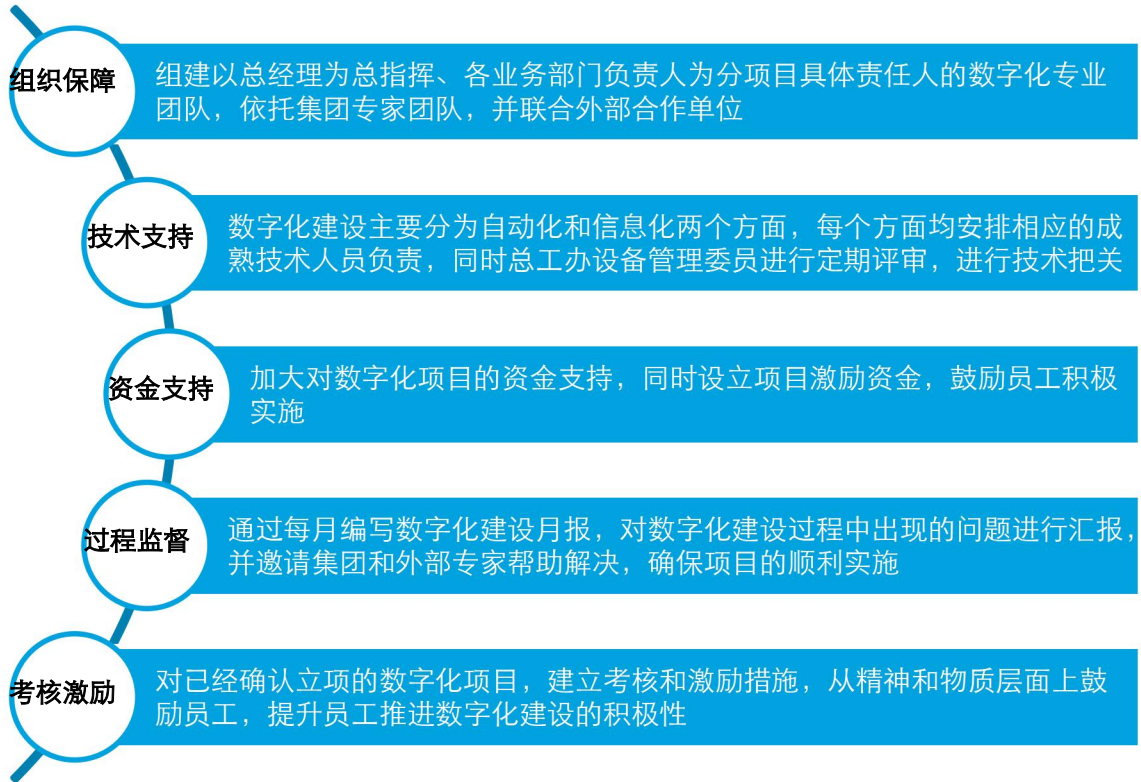 组织保障
组建以总经理为总指挥、各业务部门负责人为分项目具体责任人的数字化专业
团队，依托集团专家团队，并联合外部合作单位
技术支持
数字化建设主要分为自动化和信息化两个方面，每个方面均安排相应的成
熟技术人员负责，同时总工办设备管理委员进行定期评审，进行技术把关
资金支持
加大对数字化项目的资金支持，同时设立项目激励资金，鼓励员工积极
实施
过程监督
通过每月编写数字化建设月报，对数字化建设过程中出现的问题进行汇报，
并邀请集团和外部专家帮助解决，确保项目的顺利实施
考核激励
对已经确认立项的数字化项目，建立考核和激励措施，从精神和物质层面上鼓
励员工，提升员工推进数字化建设的积极性